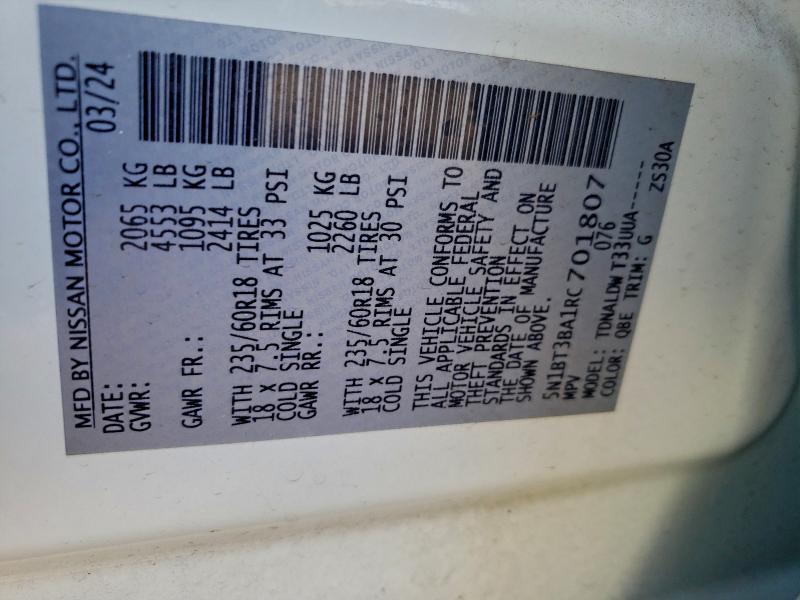 MFD BY NISSAN MOTOR CO., LTD.
DATE: 03/24
GVWR: 2065 KG
4553 LB
GAWR FR.: 1095 KG
2414 LB
WITH 235/60R18 TIRES
18 X 7.5 RIMS AT 33 PSI
COLD SINGLE
GAWR RR.: 1025 KG
2260 LB
WITH 235/60R18 TIRES
18 X 7.5 RIMS AT 30 PSI
COLD SINGLE
THIS VEHICLE CONFORMS TO
ALL APPLICABLE FEDERAL
MOTOR VEHICLE SAFETY AND
THEFT PREVENTION
STANDARDS IN EFFECT ON
THE DATE OF MANUFACTURE
SHOWN ABOVE.
5N1BT3BA1RC701807
MPV 076
MODEL: TDNALDWT33UUA------
COLOR: QBE TRIM: G ZS30A